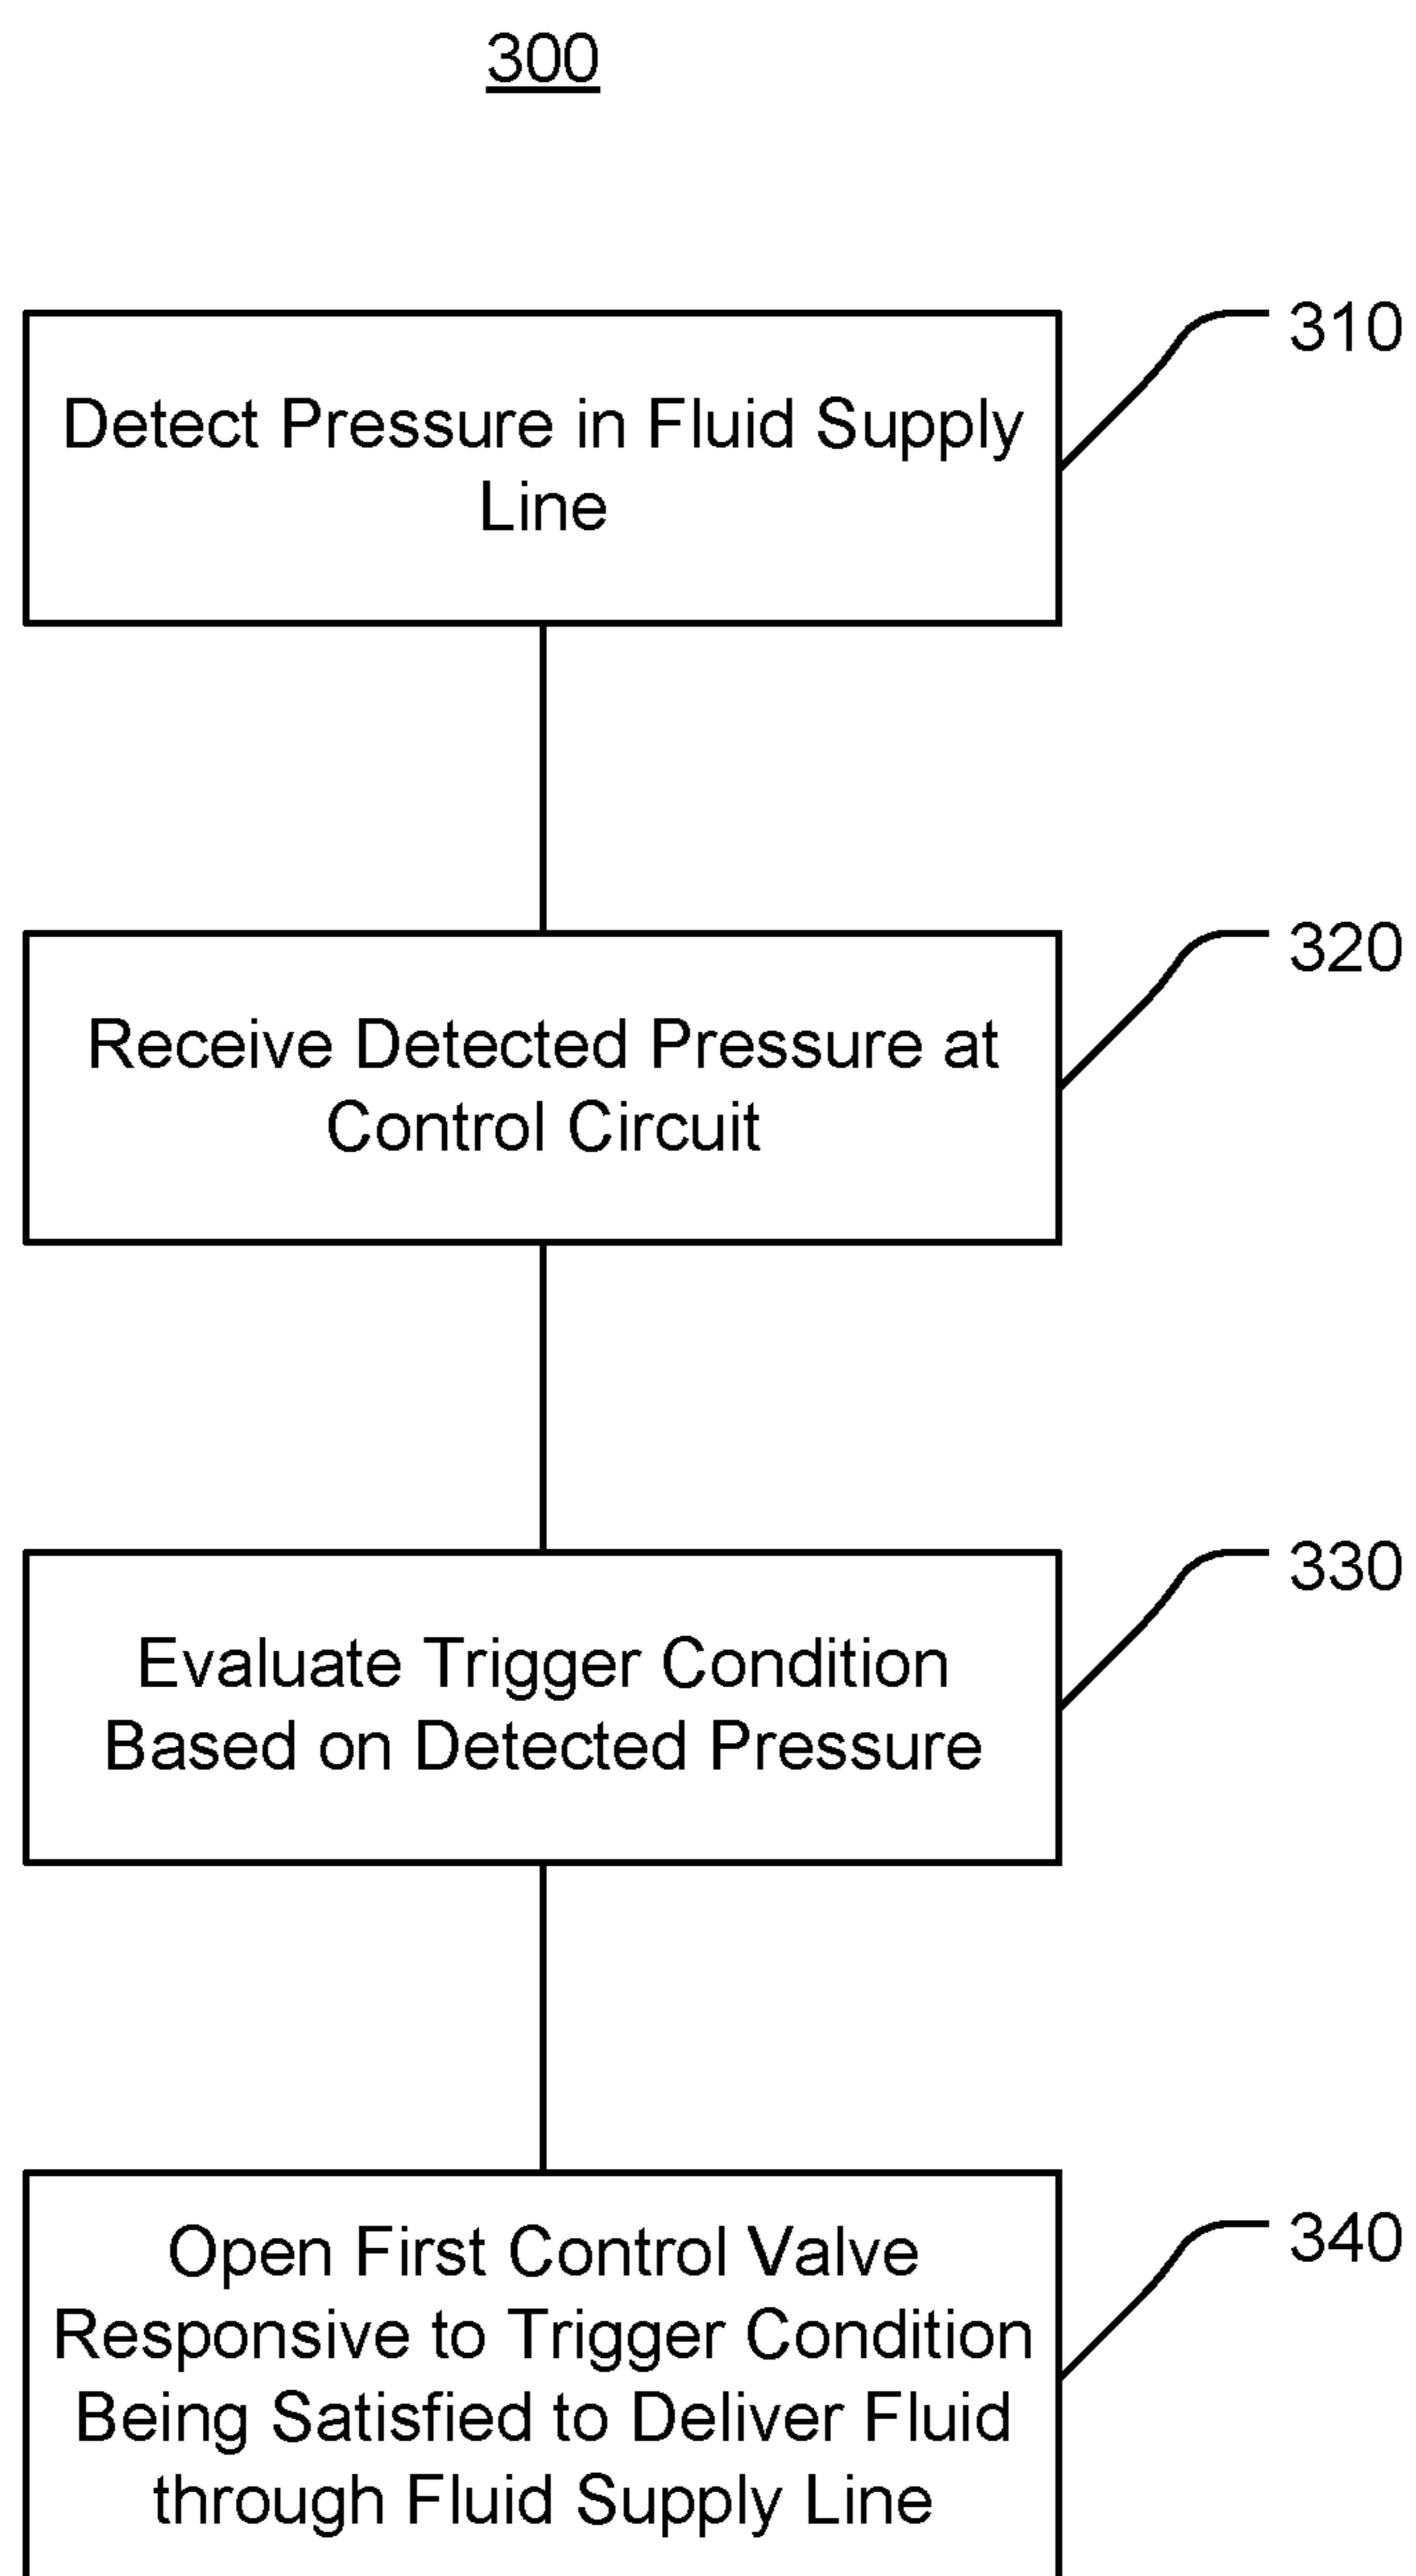 300
310
Detect Pressure in Fluid Supply
Line
320
Receive Detected Pressure at
Control Circuit
330
Evaluate Trigger Condition
Based on Detected Pressure
340
Open First Control Valve
Responsive to Trigger Condition
Being Satisfied to Deliver Fluid
through Fluid Supply Line